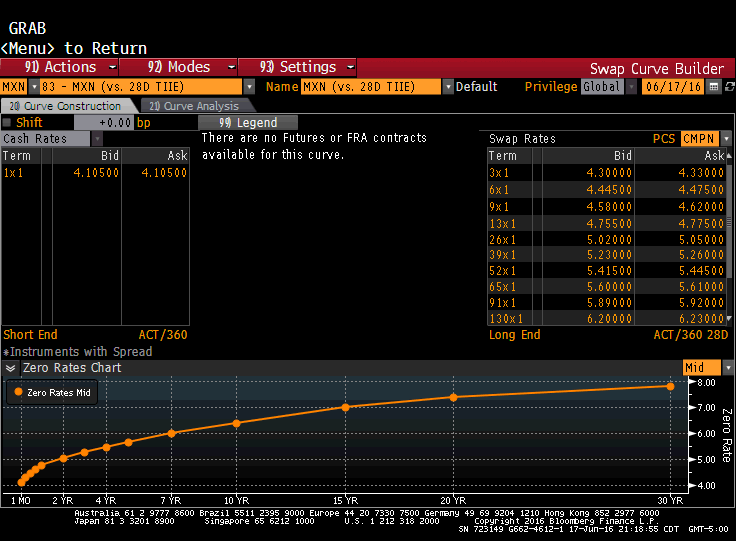 GRAB
<Menu> to Return
91) Actions 92) Modes 93) Settings Swap Curve Builder
MXN 83 - MXN (vs. 28D TIIE) Name MXN (vs. 28D TIIE) Default Privilege Global 06/17/16
20) Curve Construction 21) Curve Analysis
Shift +0.00 bp 99) Legend
Cash Rates
Term Bid Ask
1x1 4.10500 4.10500
Short End ACT/360
There are no Futures or FRA contracts
available for this curve.
Swap Rates PCS CMPN
Term Bid Ask
3x1 4.30000 4.33000
6x1 4.44500 4.47500
9x1 4.58000 4.62000
13x1 4.75500 4.77500
26x1 5.02000 5.05000
39x1 5.23000 5.26000
52x1 5.41500 5.44500
65x1 5.60000 5.61000
91x1 5.89000 5.92000
130x1 6.20000 6.23000
Long End ACT/360 28D
*Instruments with Spread
Zero Rates Chart Mid
Zero Rates Mid
8.00
7.00
6.00
5.00
4.00
Zero Rate
1 MO 2 YR 4 YR 7 YR 10 YR 15 YR 20 YR 30 YR
Australia 61 2 9777 8600 Brazil 5511 2395 9000 Europe 44 20 7330 7500 Germany 49 69 9204 1210 Hong Kong 852 2977 6000
Japan 81 3 3201 8900 Singapore 65 6212 1000 U.S. 1 212 318 2000 Copyright 2016 Bloomberg Finance L.P.
SN 723149 G662-4612-1 17-Jun-16 21:18:55 CDT GMT-5:00